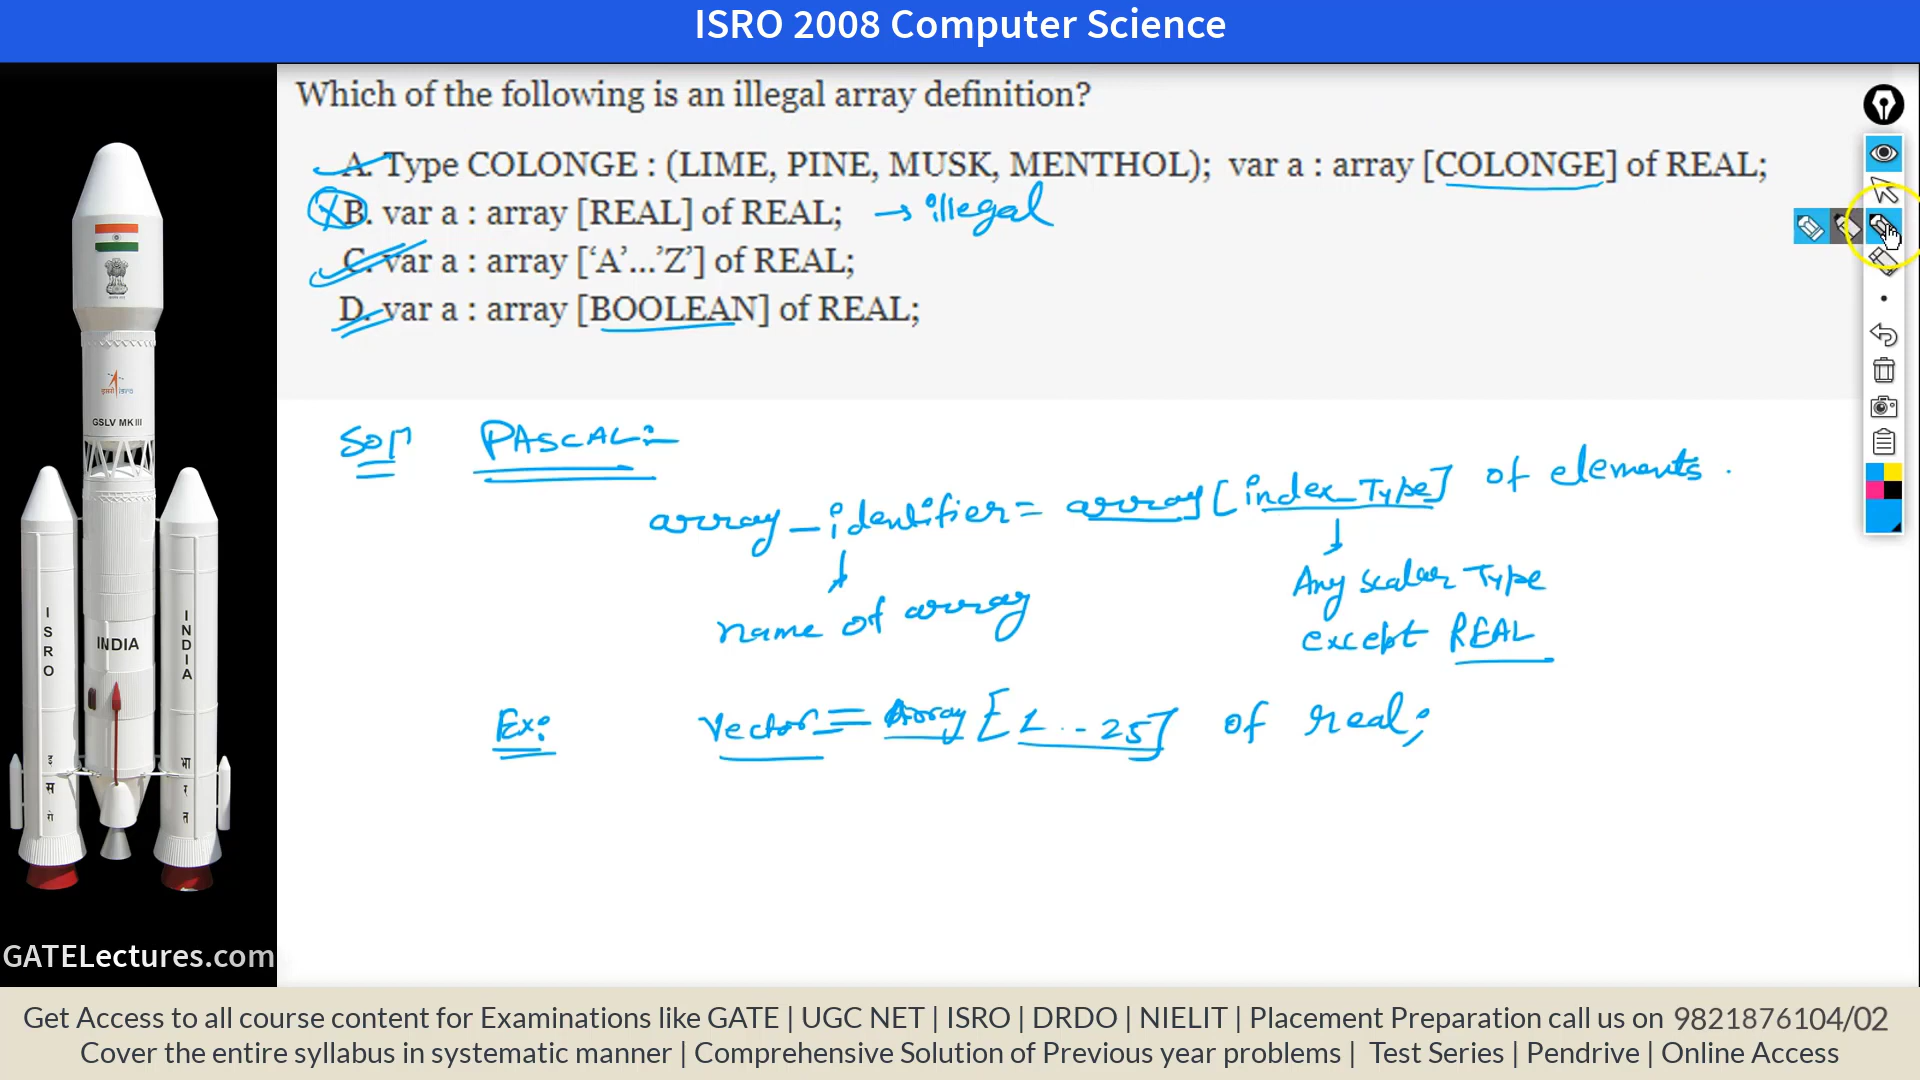 ISRO 2008 Computer Science
Which of the following is an illegal array definition?
A. Type COLONGE : (LIME, PINE, MUSK, MENTHOL); var a : array [COLONGE] of REAL;
B. var a : array [REAL] of REAL; → illegal
C. var a : array [‘A’...’Z’] of REAL;
D. var a : array [BOOLEAN] of REAL;
Solⁿ PASCAL:-
array_identifier = array [index_Type] of elements.
name of array
Any scalar Type
except REAL
Ex: Vector = Array [1..25] of real;
GSLV MK III
ISRO
INDIA
INDIA
GATELectures.com
Get Access to all course content for Examinations like GATE | UGC NET | ISRO | DRDO | NIELIT | Placement Preparation call us on 9821876104/02
Cover the entire syllabus in systematic manner | Comprehensive Solution of Previous year problems | Test Series | Pendrive | Online Access